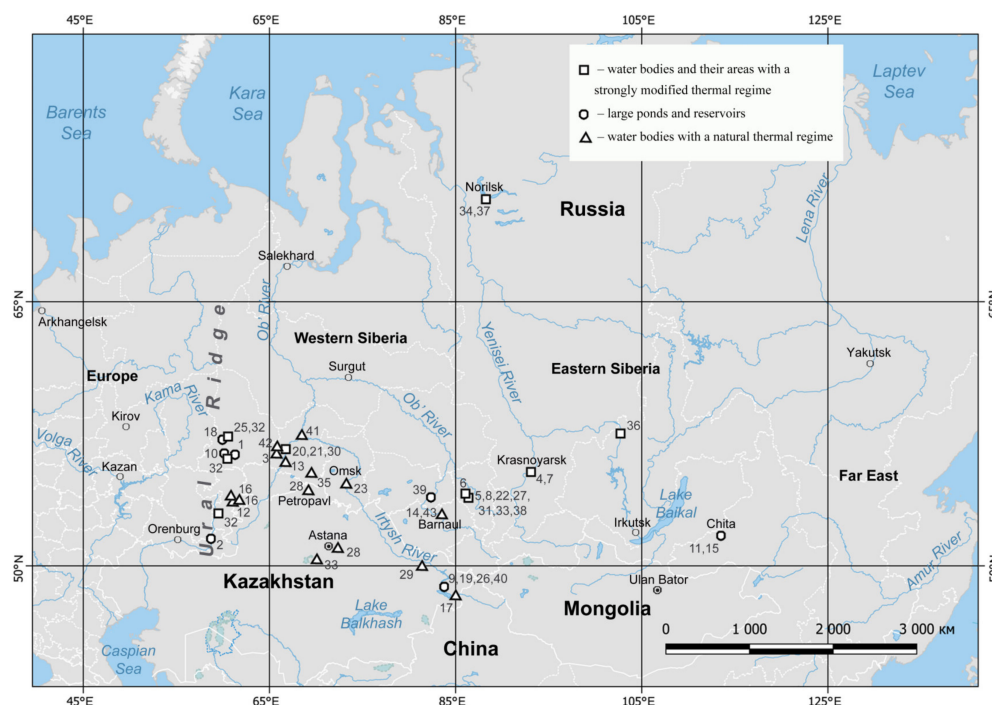 45°E 65°E 85°E 105°E 125°E
– water bodies and their areas with a
strongly modified thermal regime
– large ponds and reservoirs
– water bodies with a natural thermal regime
Barents
Sea
Kara
Sea
Laptev
Sea
Norilsk
34,37
Russia
Lena River
Salekhard
Ob' River
Arkhangelsk
65°N
Ural Ridge
Western Siberia
Yenisei River
Eastern Siberia
Yakutsk
Europe
Surgut
Kama
River
Ob' River
Kirov
Volga
River
Kazan
18
25,32
10
1
32
42
41
3
20,21,30
13
35
28
Petropavl
Omsk
23
36
Krasnoyarsk
4,7
Far East
39
6
5,8,22,27,
31,33,38
14,43
Barnaul
16
16
12
32
Orenburg
2
Astana
28
33
Irtysh River
Lake
Baikal
Irkutsk
Chita
11,15
Amur River
50°N
29
50°N
Kazakhstan
9,19,26,40
17
Ulan Bator
Mongolia
Lake
Balkhash
China
Caspian
Sea
0 1 000 2 000 3 000 км
45°E 65°E 85°E 105°E 125°E